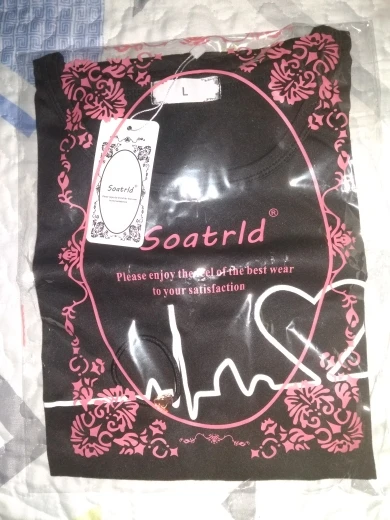 L
Soatrld
Soatrld®
Please enjoy the feel of the best wear
to your satisfaction